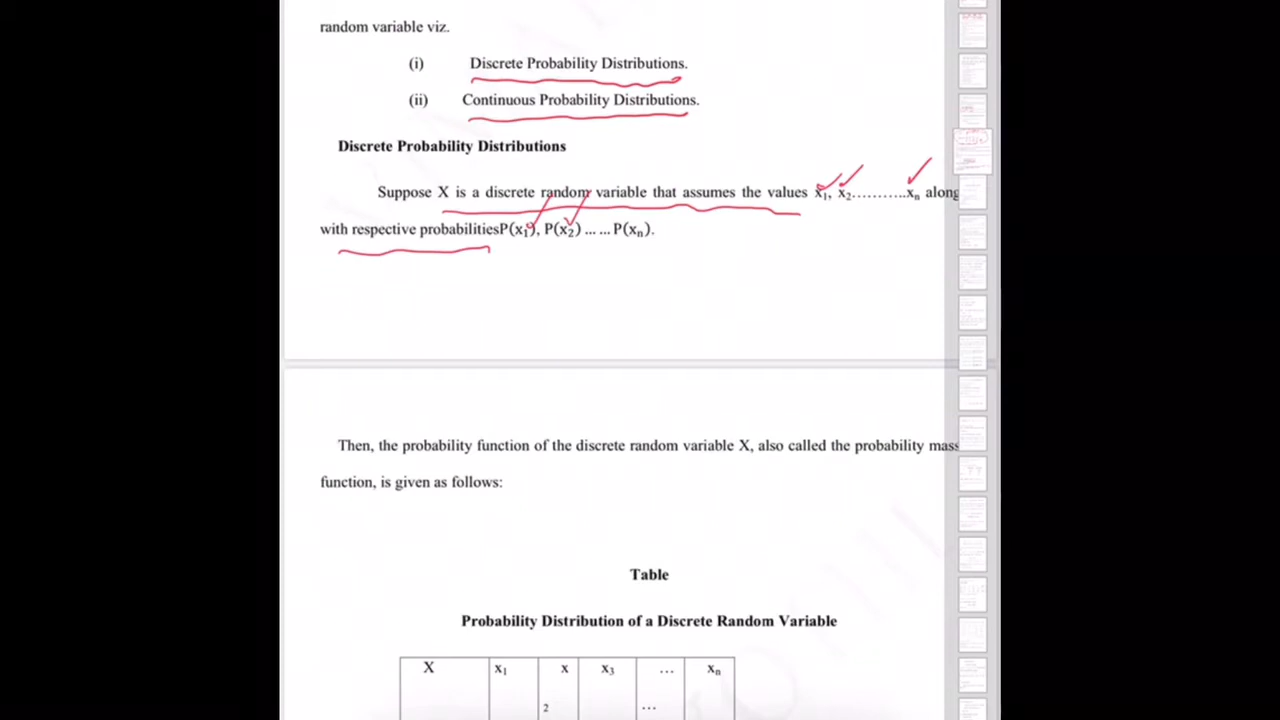 random variable viz.
(i) Discrete Probability Distributions.
(ii) Continuous Probability Distributions.
Discrete Probability Distributions
Suppose X is a discrete random variable that assumes the values x₁, x₂……….xₙ along
with respective probabilitiesP(x₁), P(x₂) … … P(xₙ).
Then, the probability function of the discrete random variable X, also called the probability mass
function, is given as follows:
Table
Probability Distribution of a Discrete Random Variable
X x₁ x x₃ … xₙ
2 …